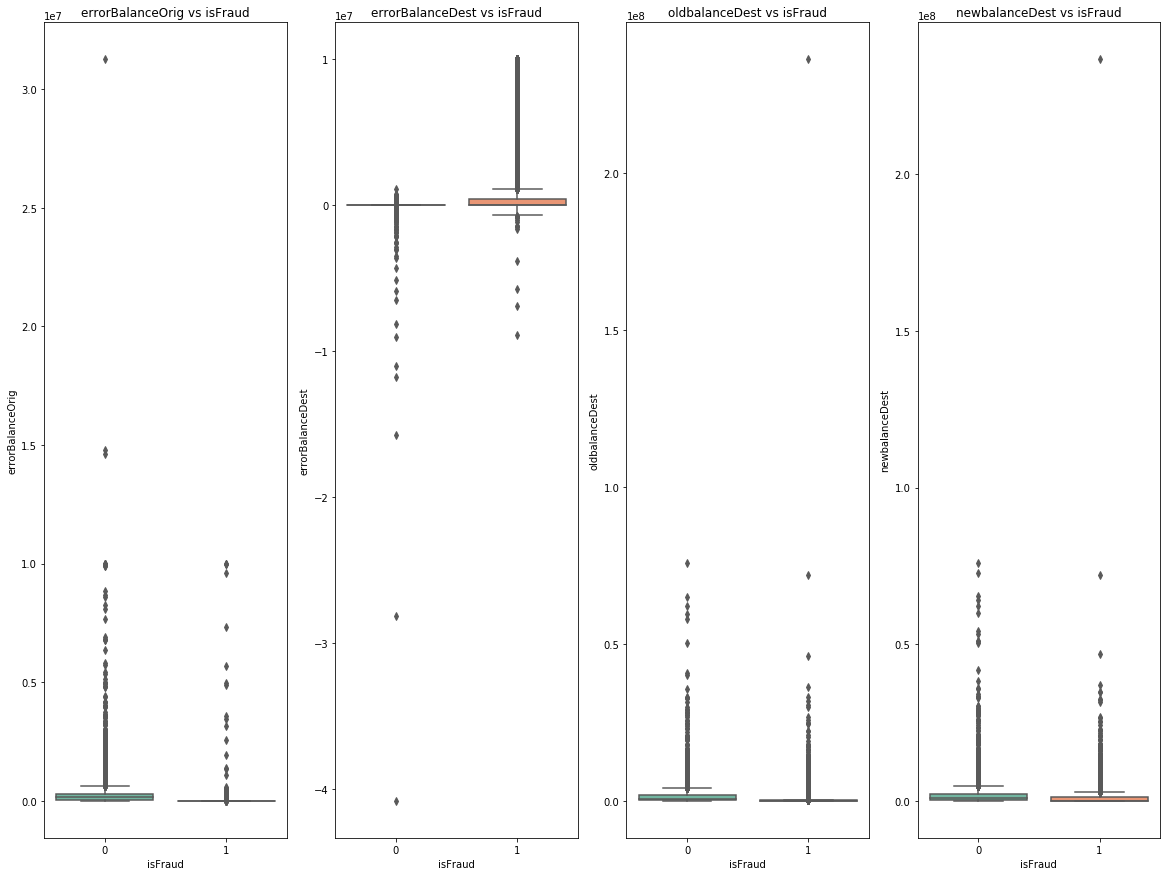 errorBalanceOrig vs isFraud
1e7
3.0
2.5
2.0
1.5
1.0
0.5
0.0
errorBalanceOrig
0
1
isFraud
errorBalanceDest vs isFraud
1e7
1
0
−1
−2
−3
−4
errorBalanceDest
0
1
isFraud
oldbalanceDest vs isFraud
1e8
2.0
1.5
1.0
0.5
0.0
oldbalanceDest
0
1
isFraud
newbalanceDest vs isFraud
1e8
2.0
1.5
1.0
0.5
0.0
newbalanceDest
0
1
isFraud